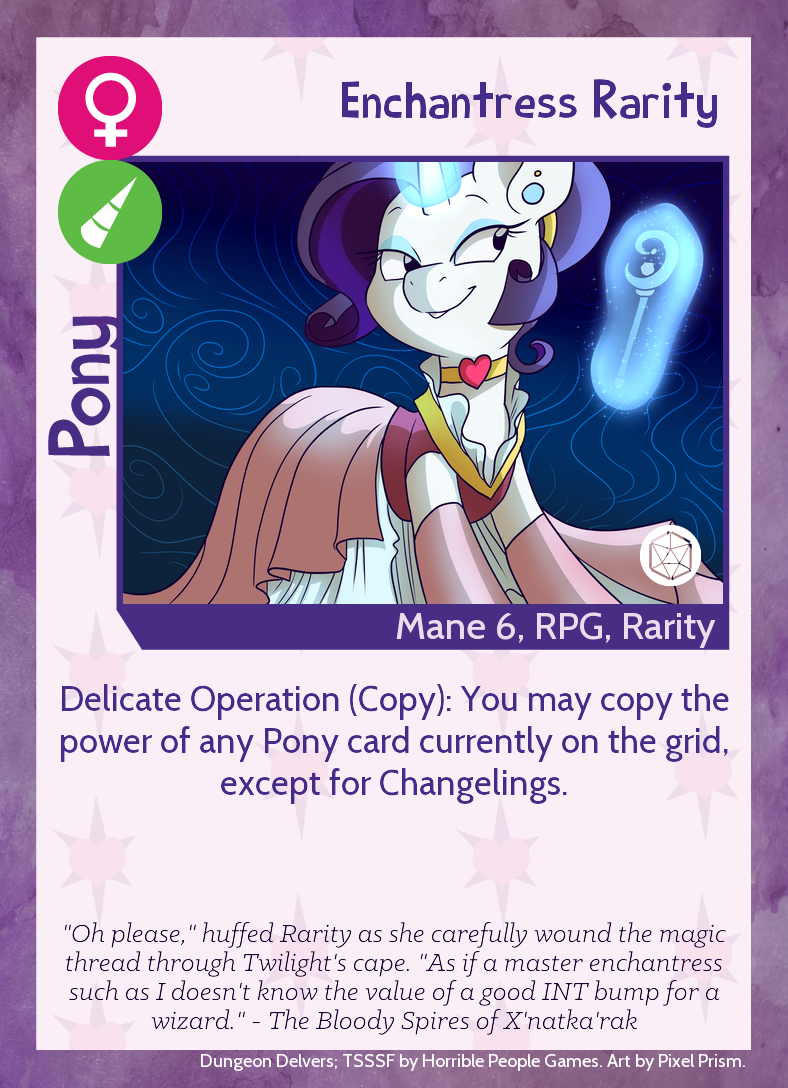 Enchantress Rarity
Pony
Mane 6, RPG, Rarity
Delicate Operation (Copy): You may copy the
power of any Pony card currently on the grid,
except for Changelings.
"Oh please," huffed Rarity as she carefully wound the magic
thread through Twilight's cape. "As if a master enchantress
such as I doesn't know the value of a good INT bump for a
wizard." - The Bloody Spires of X'natka'rak
Dungeon Delvers; TSSSF by Horrible People Games. Art by Pixel Prism.